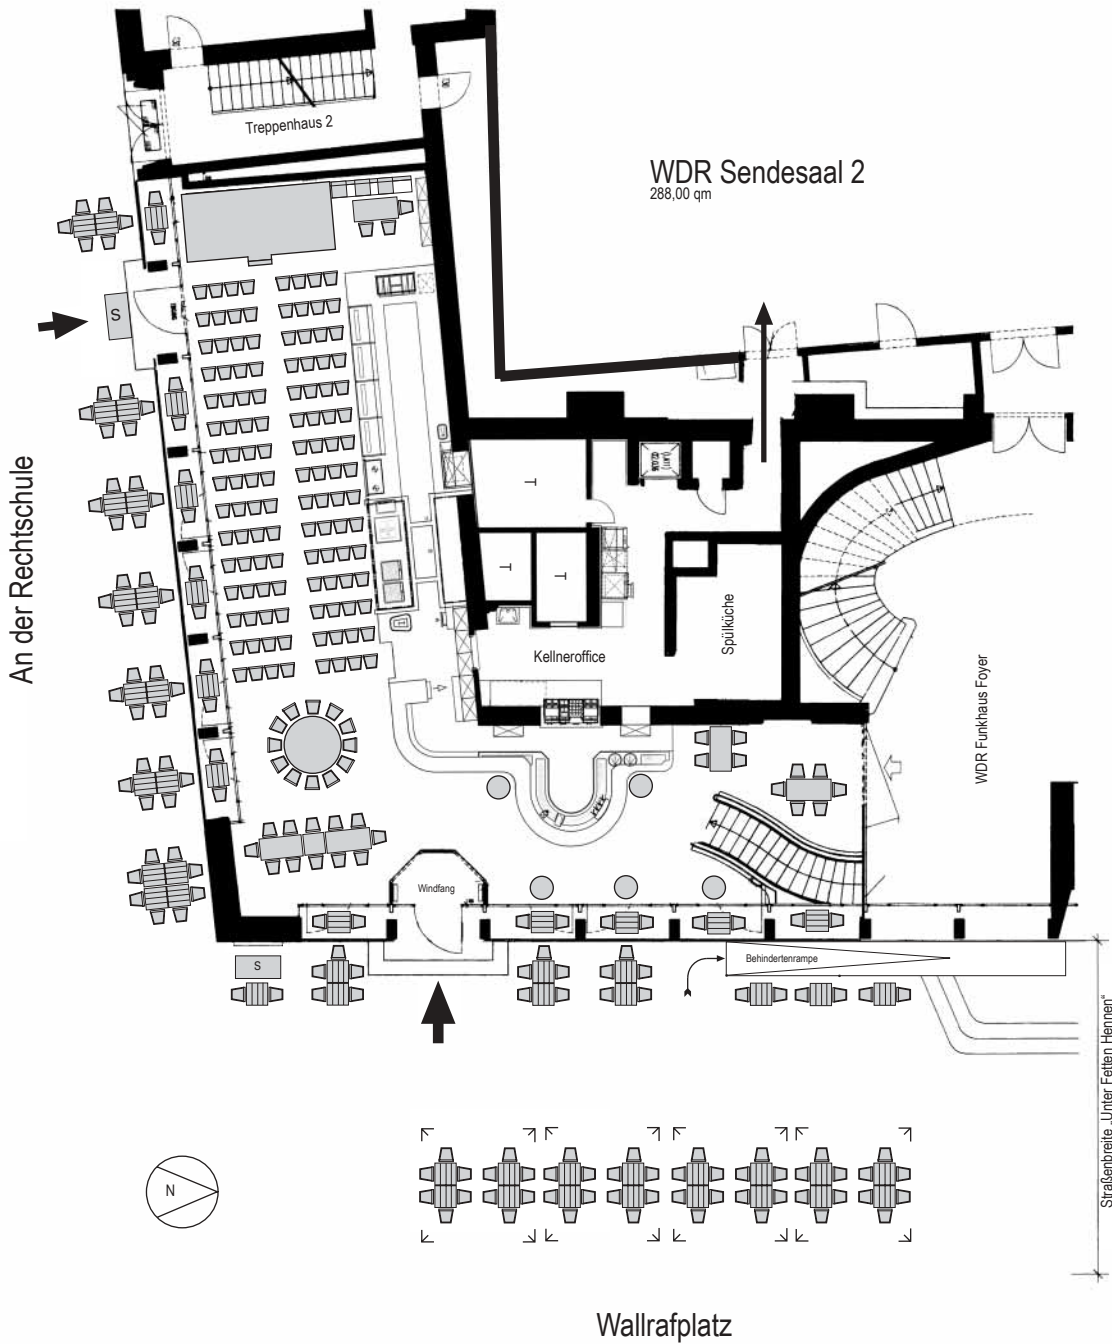 Treppenhaus 2
WDR Sendesaal 2
288,00 qm
S
An der Rechtschule
T
T
T
Kellneroffice
Spülküche
WDR Funkhaus Foyer
Windfang
S
Behindertenrampe
Straßenbreite „Unter Fetten Hennen“
N
Wallrafplatz